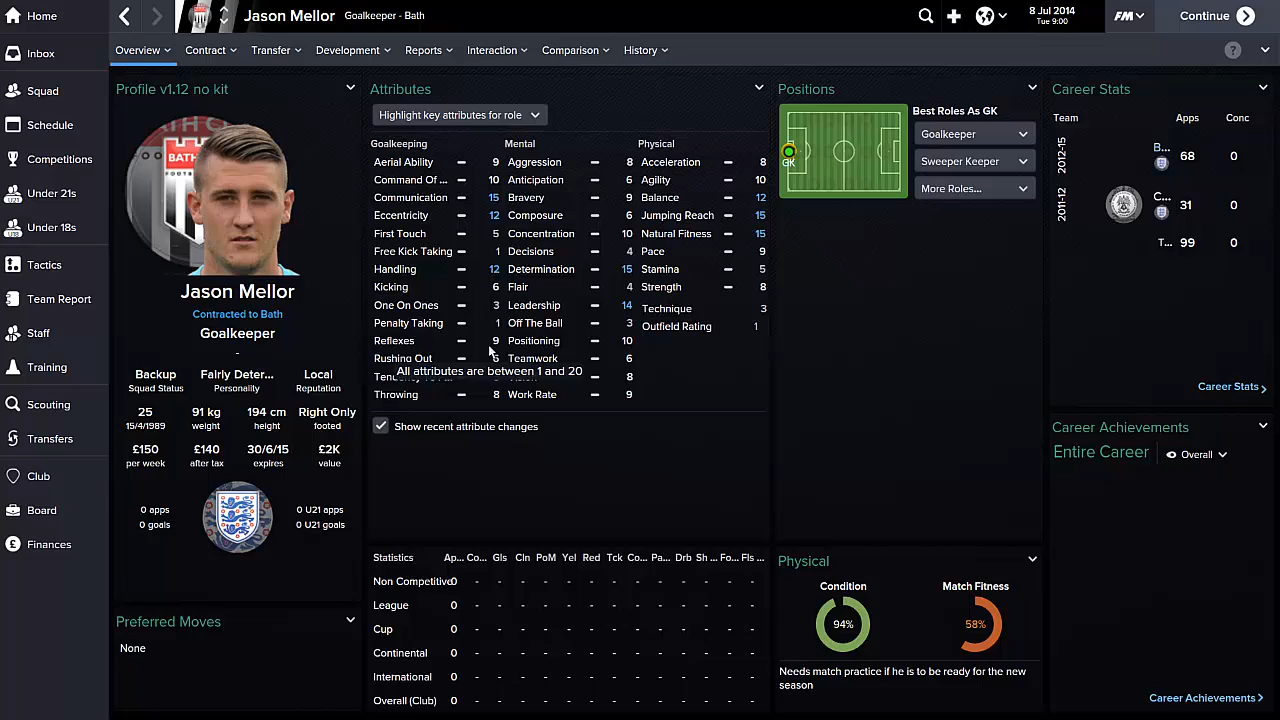 Home
Inbox
Squad
Schedule
Competitions
Under 21s
Under 18s
Tactics
Team Report
Staff
Training
Scouting
Transfers
Club
Board
Finances
Jason Mellor Goalkeeper - Bath
8 Jul 2014
Tue 9:00
FM
Continue
Overview Contract Transfer Development Reports Interaction Comparison History
?
Profile v1.12 no kit
BATH
Jason Mellor
Contracted to Bath
Goalkeeper
-
Backup Fairly Deter... Local
Squad Status Personality Reputation
25 91 kg 194 cm Right Only
15/4/1989 weight height footed
£150 £140 30/6/15 £2K
per week after tax expires value
0 apps 0 U21 apps
0 goals 0 U21 goals
Preferred Moves
None
Attributes
Highlight key attributes for role
Goalkeeping Mental Physical
Aerial Ability - 9 Aggression - 8 Acceleration - 8
Command Of ... - 10 Anticipation - 6 Agility - 10
Communication - 15 Bravery - 9 Balance - 12
Eccentricity - 12 Composure - 6 Jumping Reach - 15
First Touch - 5 Concentration - 10 Natural Fitness - 15
Free Kick Taking - 1 Decisions - 4 Pace - 9
Handling - 12 Determination - 15 Stamina - 5
Kicking - 6 Flair - 4 Strength - 8
One On Ones - 3 Leadership - 14 Technique 3
Penalty Taking - 1 Off The Ball - 3 Outfield Rating 1
Reflexes - 9 Positioning - 10
Rushing Out - 6 Teamwork - 6
All attributes are between 1 and 20
- 8
Throwing - 8 Work Rate - 9
Show recent attribute changes
Statistics Ap... Co... Gls Cln PoM Yel Red Tck Co... Pa... Drb Sh ... Fo... Fls ...
Non Competitive 0 - - - - - - - - - - - - -
League 0 - - - - - - - - - - - - -
Cup 0 - - - - - - - - - - - - -
Continental 0 - - - - - - - - - - - - -
International 0 - - - - - - - - - - - - -
Overall (Club) 0 - - - - - - - - - - - - -
Positions
GK
Best Roles As GK
Goalkeeper
Sweeper Keeper
More Roles...
Physical
Condition Match Fitness
94% 58%
Needs match practice if he is to be ready for the new
season
Career Stats
Team Apps Conc
2012-15 B... 68 0
2011-12 C... 31 0
T... 99 0
Career Stats >
Career Achievements
Entire Career Overall
Career Achievements >